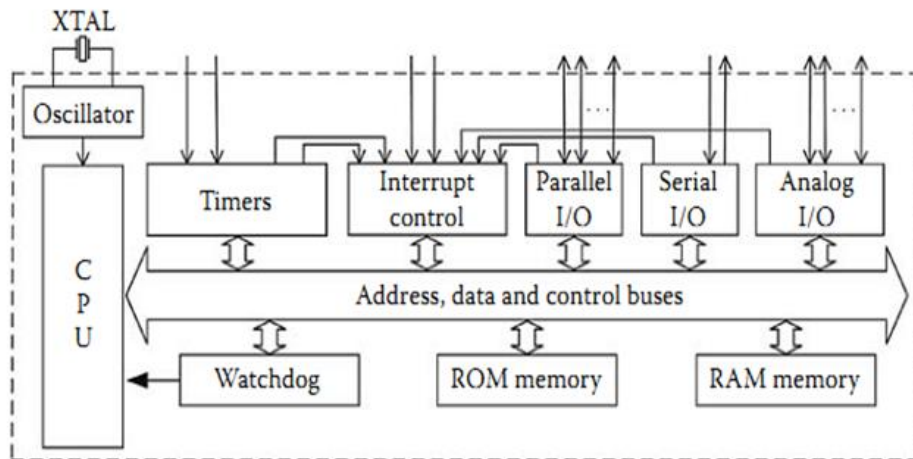 XTAL
Oscillator
Timers
Interrupt
control
Parallel
I/O
Serial
I/O
Analog
I/O
C
P
U
Address, data and control buses
Watchdog
ROM memory
RAM memory